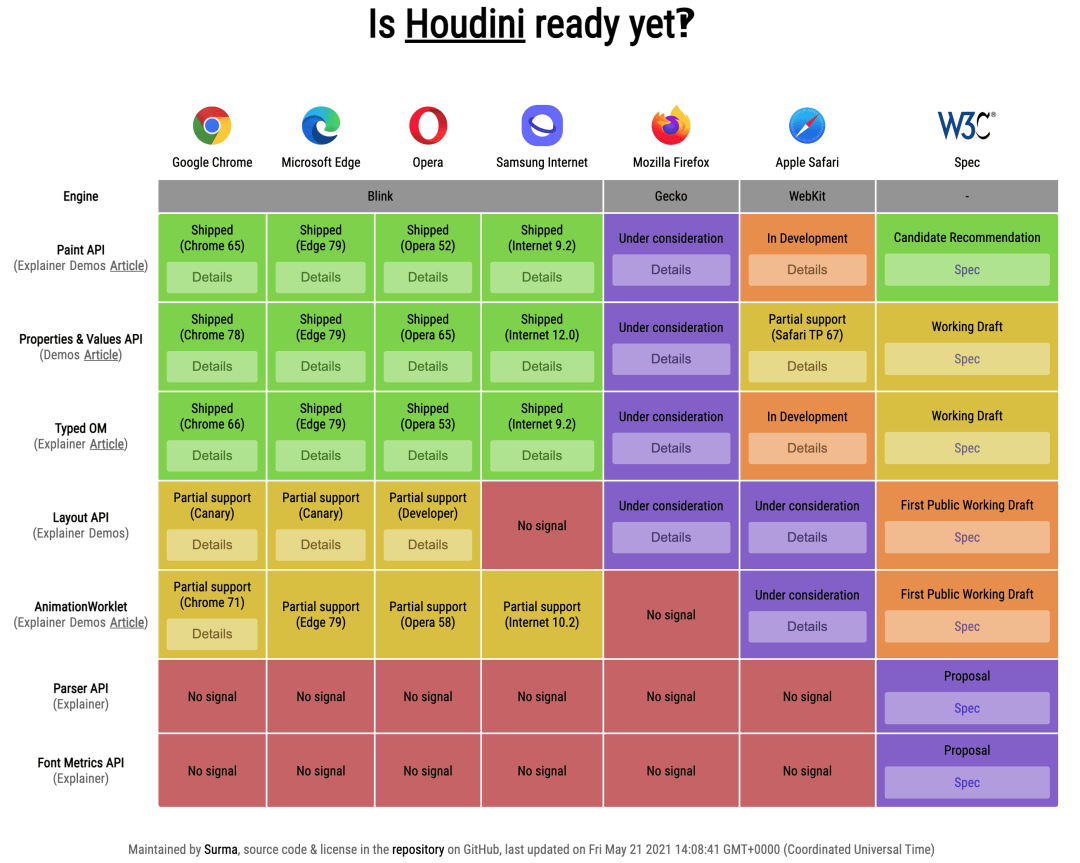 Is Houdini ready yet‽
W3C®
Google Chrome Microsoft Edge Opera Samsung Internet Mozilla Firefox Apple Safari Spec
Engine Blink Gecko WebKit -
Paint API
(Explainer Demos Article)
Shipped
(Chrome 65)
Details
Shipped
(Edge 79)
Details
Shipped
(Opera 52)
Details
Shipped
(Internet 9.2)
Details
Under consideration
Details
In Development
Details
Candidate Recommendation
Spec
Properties & Values API
(Demos Article)
Shipped
(Chrome 78)
Details
Shipped
(Edge 79)
Details
Shipped
(Opera 65)
Details
Shipped
(Internet 12.0)
Details
Under consideration
Details
Partial support
(Safari TP 67)
Details
Working Draft
Spec
Typed OM
(Explainer Article)
Shipped
(Chrome 66)
Details
Shipped
(Edge 79)
Details
Shipped
(Opera 53)
Details
Shipped
(Internet 9.2)
Details
Under consideration
Details
In Development
Details
Working Draft
Spec
Layout API
(Explainer Demos)
Partial support
(Canary)
Details
Partial support
(Canary)
Details
Partial support
(Developer)
Details
No signal
Under consideration
Details
Under consideration
Details
First Public Working Draft
Spec
AnimationWorklet
(Explainer Demos Article)
Partial support
(Chrome 71)
Details
Partial support
(Edge 79)
Partial support
(Opera 58)
Partial support
(Internet 10.2)
No signal
Under consideration
Details
First Public Working Draft
Spec
Parser API
(Explainer)
No signal
No signal
No signal
No signal
No signal
No signal
Proposal
Spec
Font Metrics API
(Explainer)
No signal
No signal
No signal
No signal
No signal
No signal
Proposal
Spec
Maintained by Surma, source code & license in the repository on GitHub, last updated on Fri May 21 2021 14:08:41 GMT+0000 (Coordinated Universal Time)